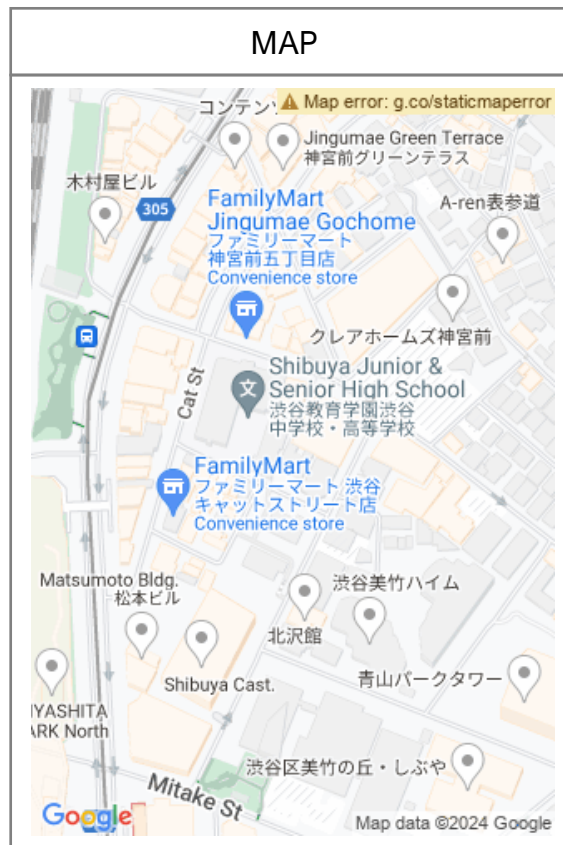 MAP
Map error: g.co/staticmaperror
コンテンツ
Jingumae Green Terrace
神宮前グリーンテラス
木村屋ビル
305
FamilyMart
Jingumae Gochome
ファミリーマート
神宮前五丁目店
Convenience store
A-ren表参道
クレアホームズ神宮前
Cat St
文
Shibuya Junior &
Senior High School
渋谷教育学園渋谷
中学校・高等学校
FamilyMart
ファミリーマート 渋谷
キャットストリート店
Convenience store
Matsumoto Bldg.
松本ビル
渋谷美竹ハイム
北沢館
Shibuya Cast.
青山パークタワー
IYASHITA
ARK North
渋谷区美竹の丘・しぶや
Mitake St
Google
Map data ©2024 Google